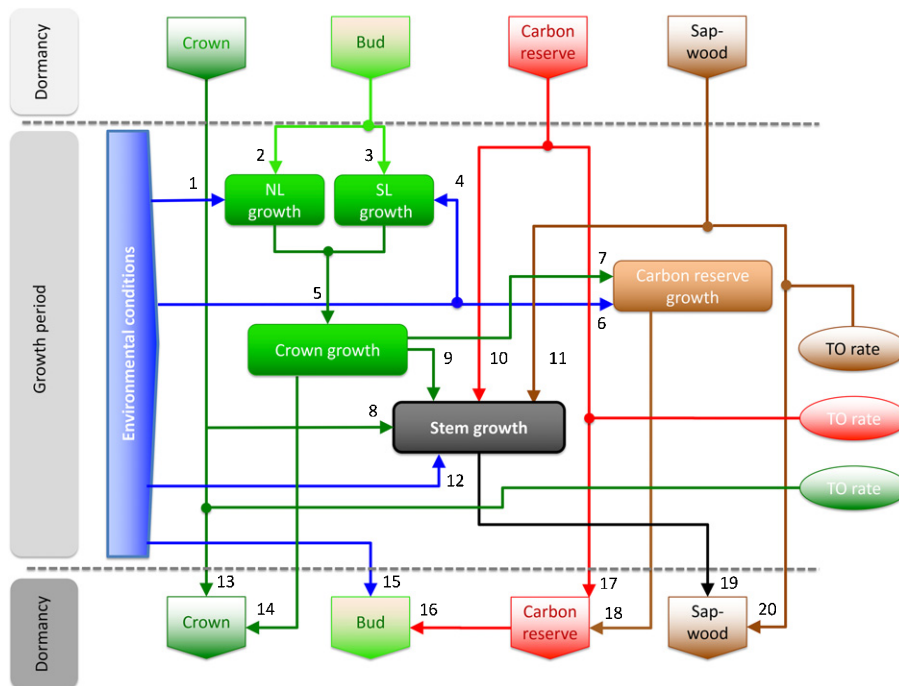 Dormancy
Crown
Bud
Carbon
reserve
Sap-
wood
Growth period
Environmental conditions
1
2
3
4
NL
growth
SL
growth
5
6
7
Carbon reserve
growth
Crown growth
8
9
10
11
TO rate
Stem growth
TO rate
12
TO rate
13
14
15
16
17
18
19
20
Dormancy
Crown
Bud
Carbon
reserve
Sap-
wood